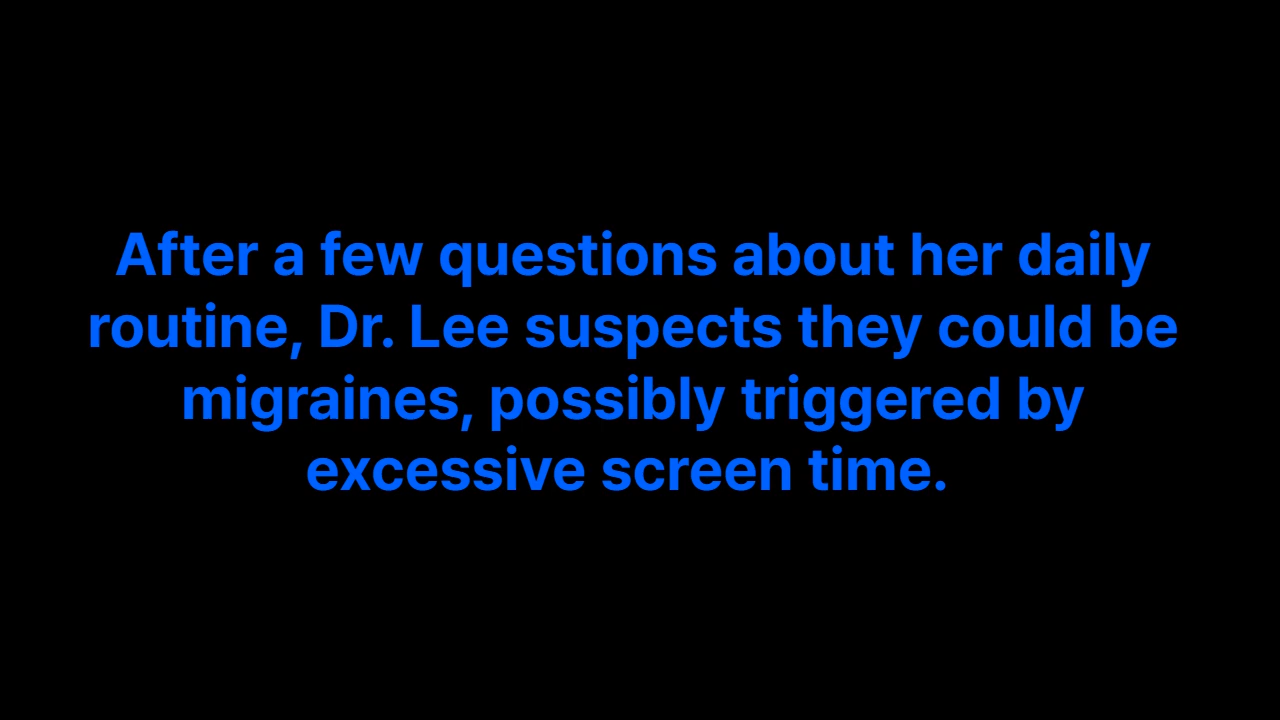 After a few questions about her daily
routine, Dr. Lee suspects they could be
migraines, possibly triggered by
excessive screen time.